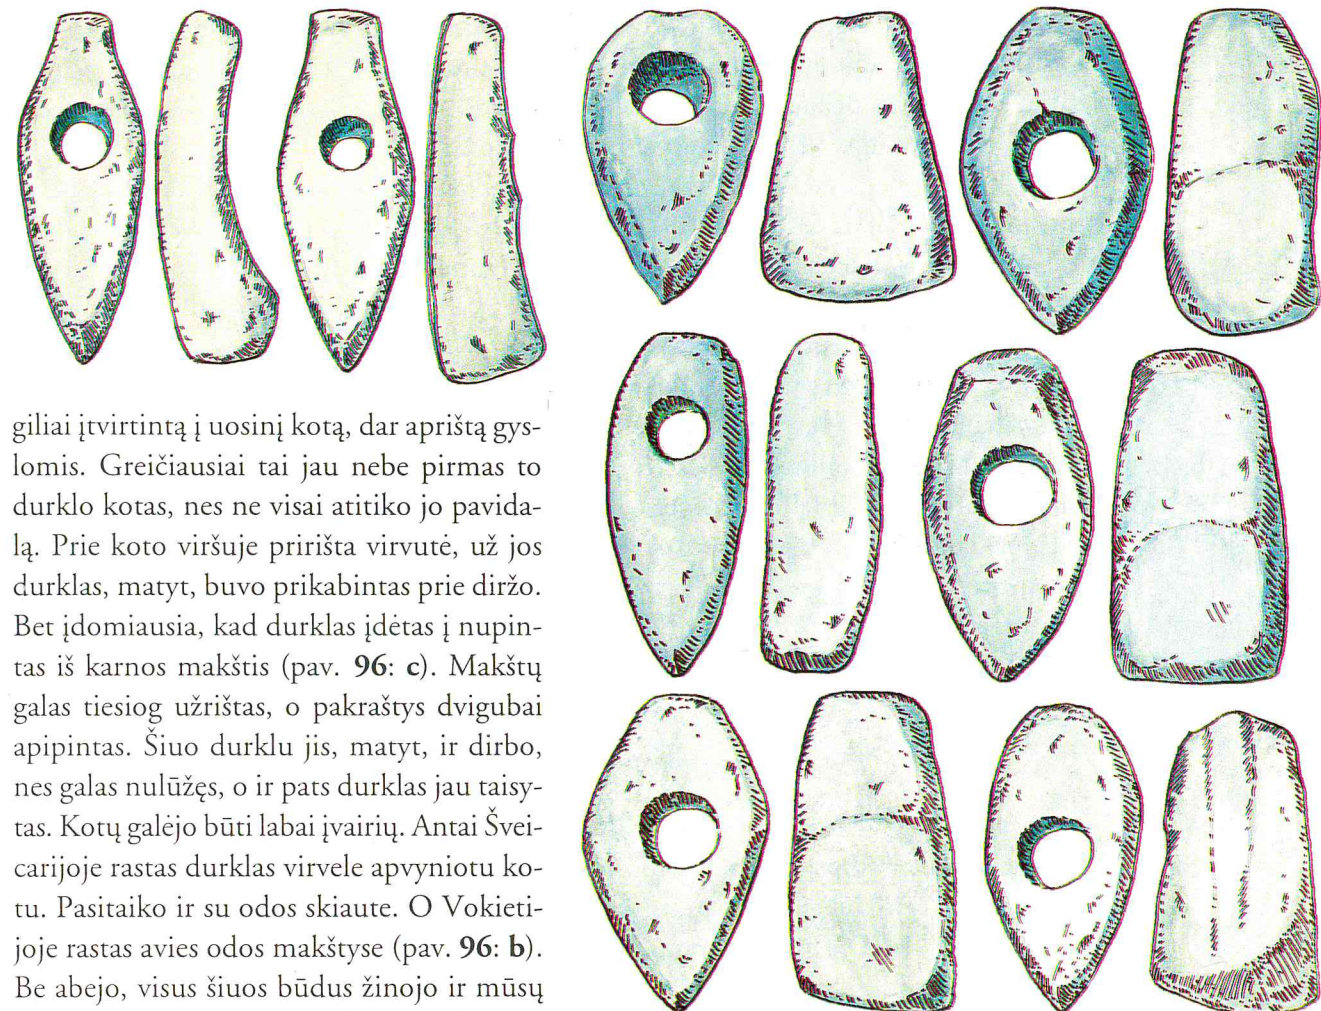 giliai įtvirtintą į uosinį kotą, dar aprištą gys-
lomis. Greičiausiai tai jau nebe pirmas to
durklo kotas, nes ne visai atitiko jo pavida-
lą. Prie koto viršuje pririšta virvutė, už jos
durklas, matyt, buvo prikabintas prie diržo.
Bet įdomiausia, kad durklas įdėtas į nupin-
tas iš karnos makštis (pav. 96: c). Makštų
galas tiesiog užrištas, o pakraštys dvigubai
apipintas. Šiuo durklu jis, matyt, ir dirbo,
nes galas nulūžęs, o ir pats durklas jau taisy-
tas. Kotų galėjo būti labai įvairių. Antai Švei-
carijoje rastas durklas virvele apvyniotu ko-
tu. Pasitaiko ir su odos skiaute. O Vokieti-
joje rastas avies odos makštyse (pav. 96: b).
Be abejo, visus šiuos būdus žinojo ir mūsų